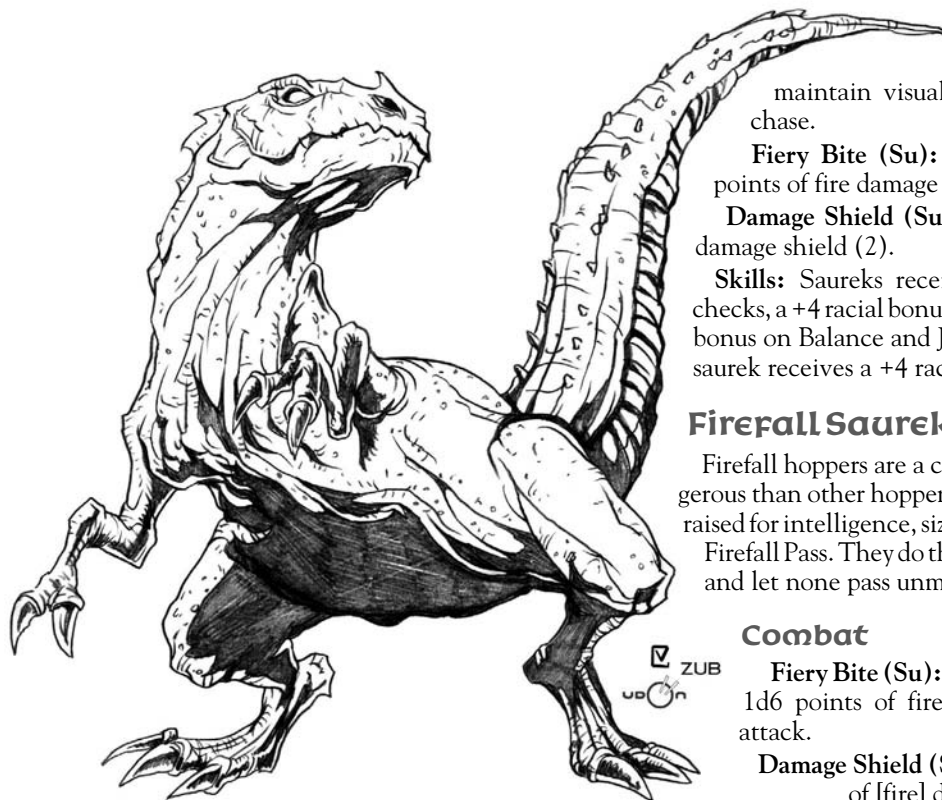 maintain visual
chase.
Fiery Bite (Su):
points of fire damage
Damage Shield (Su
damage shield (2).
Skills: Saureks recei
checks, a +4 racial bonu
bonus on Balance and J
saurek receives a +4 rac
Firefall Saurek
Firefall hoppers are a c
gerous than other hopper
raised for intelligence, siz
Firefall Pass. They do th
and let none pass unm
Combat
Fiery Bite (Su):
1d6 points of fire
attack.
Damage Shield (S
of [fire] d
ZUB
UDON